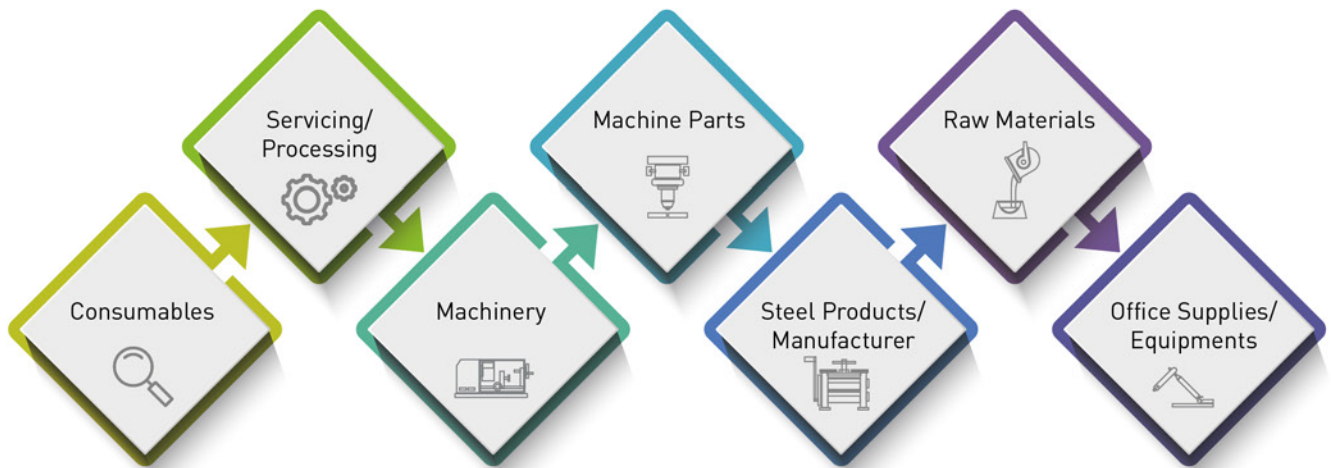 Consumables
Servicing/
Processing
Machinery
Machine Parts
Steel Products/
Manufacturer
Raw Materials
Office Supplies/
Equipments